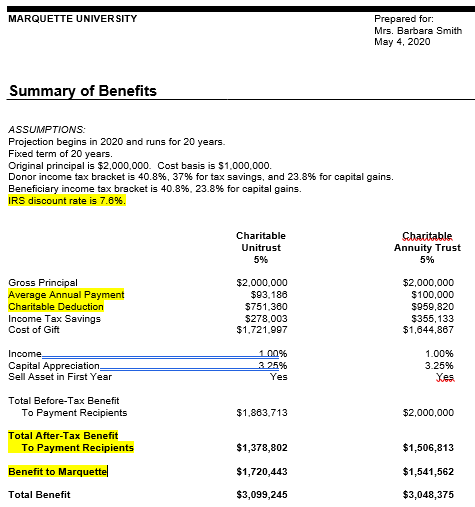 MARQUETTE UNIVERSITY
Prepared for:
Mrs. Barbara Smith
May 4, 2020
Summary of Benefits
ASSUMPTIONS:
Projection begins in 2020 and runs for 20 years.
Fixed term of 20 years.
Original principal is $2,000,000. Cost basis is $1,000,000.
Donor income tax bracket is 40.8%, 37% for tax savings, and 23.8% for capital gains.
Beneficiary income tax bracket is 40.8%, 23.8% for capital gains.
IRS discount rate is 7.6%.
Charitable Charitable
Unitrust Annuity Trust
5% 5%
Gross Principal $2,000,000 $2,000,000
Average Annual Payment $93,186 $100,000
Charitable Deduction $751,360 $959,820
Income Tax Savings $278,003 $355,133
Cost of Gift $1,721,997 $1,644,867
Income 1.00% 1.00%
Capital Appreciation 3.25% 3.25%
Sell Asset in First Year Yes Yes
Total Before-Tax Benefit
To Payment Recipients $1,863,713 $2,000,000
Total After-Tax Benefit
To Payment Recipients $1,378,802 $1,506,813
Benefit to Marquette $1,720,443 $1,541,562
Total Benefit $3,099,245 $3,048,375